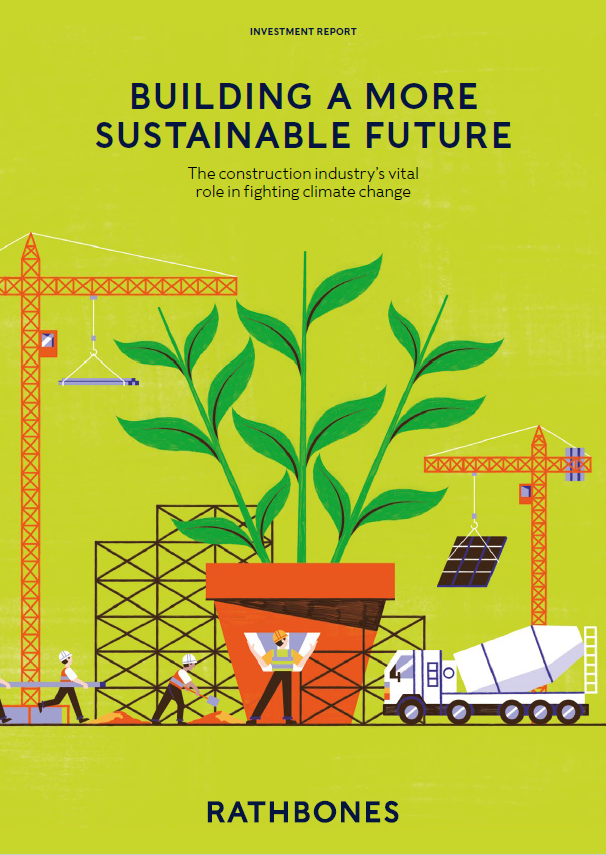 INVESTMENT REPORT
BUILDING A MORE
SUSTAINABLE FUTURE
The construction industry's vital
role in fighting climate change
RATHBONES